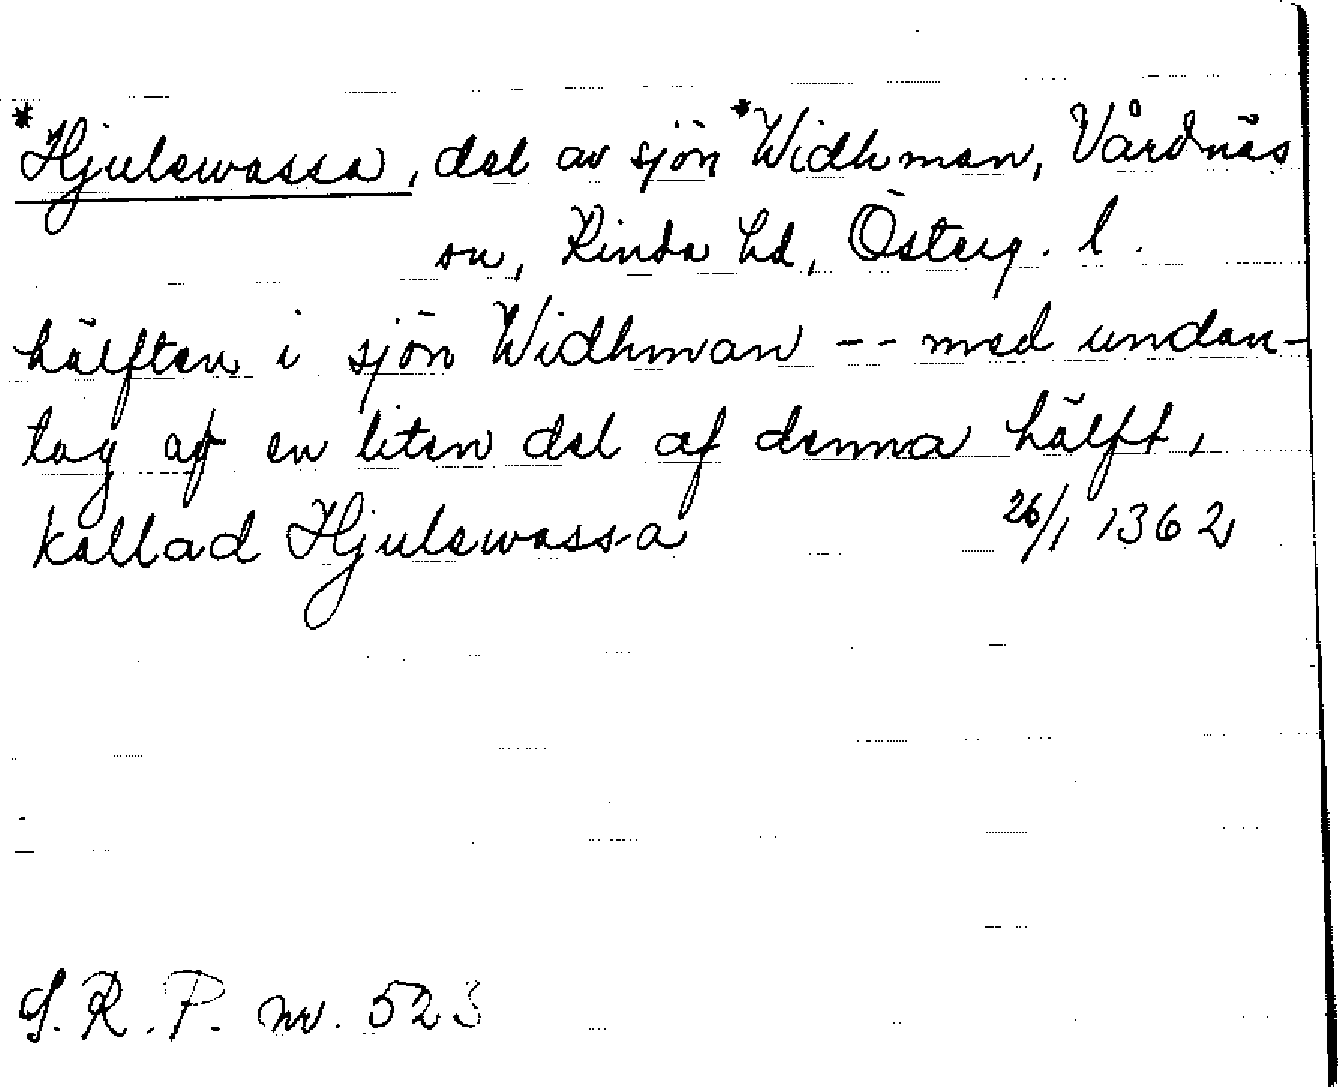 *Hjulswassa, del av sjön *Widhman, Vårdnäs
sn, Kinda hd, Österg. l.
hälften i sjön Widhman -- med undan-
tag af en liten del af denna hälft,
kallad Hjulswassa 26/1 1362
S.R.P. nr. 523